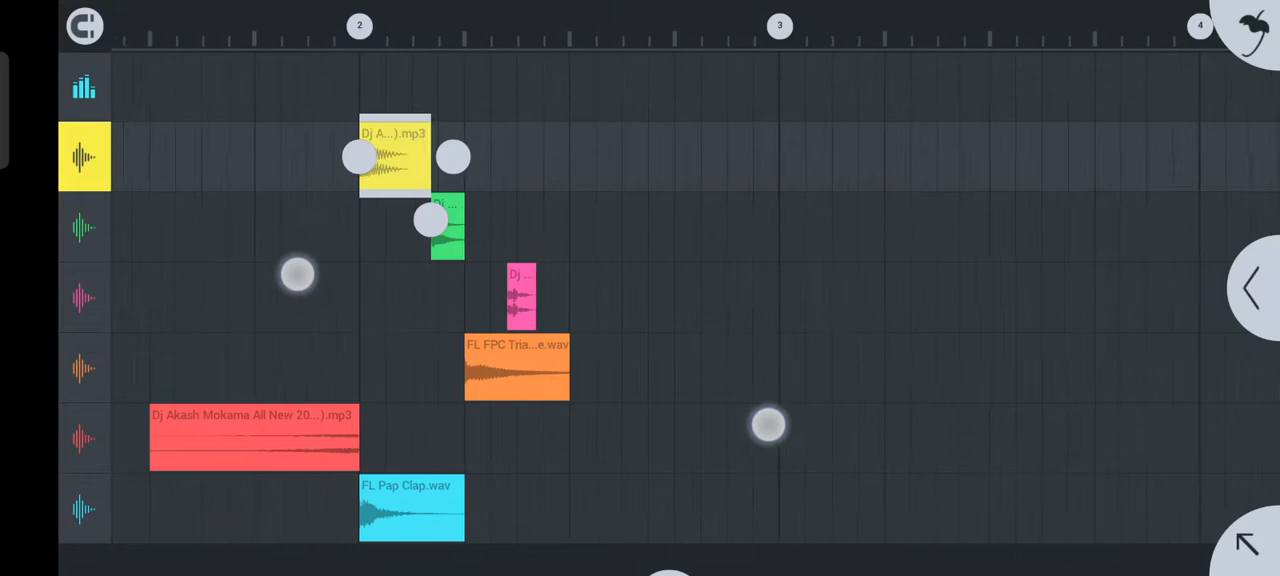 2
3
4
Dj A...).mp3
Dj ...
Dj ...
FL FPC Tria...e.wav
Dj Akash Mokama All New 20...).mp3
FL Pap Clap.wav